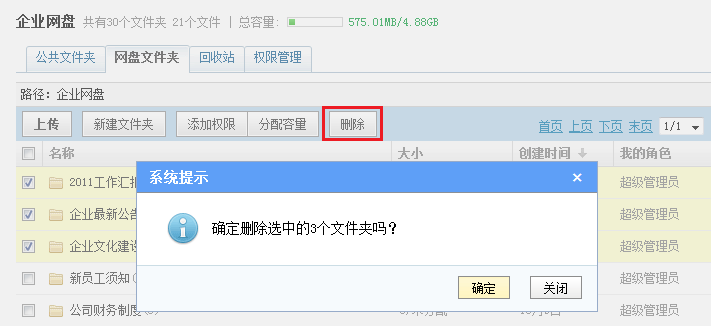 企业网盘 共有30个文件夹 21个文件 | 总容量: 575.01MB/4.88GB
公共文件夹 网盘文件夹 回收站 权限管理
路径: 企业网盘
上传 新建文件夹 添加权限 分配容量 删除 首页 上页 下页 末页 1/1
名称 大小 创建时间 我的角色
系统提示
2011工作汇报 超级管理员
企业最新公告 确定删除选中的3个文件夹吗? 超级管理员
企业文化建设 超级管理员
新员工须知 超级管理员
确定 关闭
公司财务制度 超级管理员